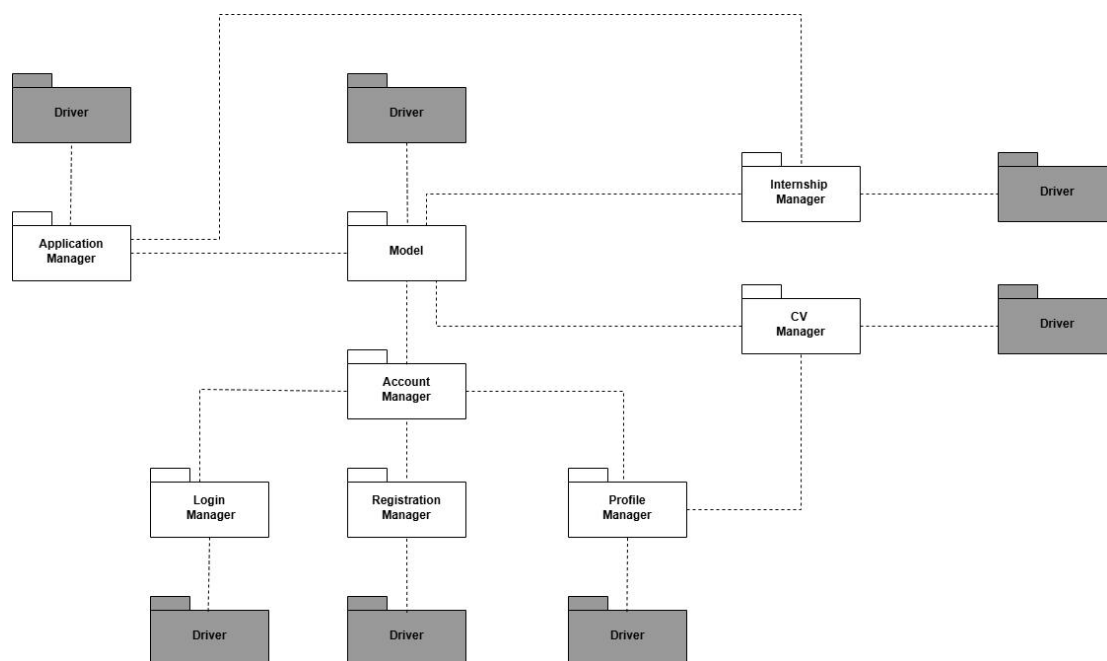 Driver
Driver
Internship
Manager
Driver
Application
Manager
Model
CV
Manager
Driver
Account
Manager
Login
Manager
Registration
Manager
Profile
Manager
Driver
Driver
Driver